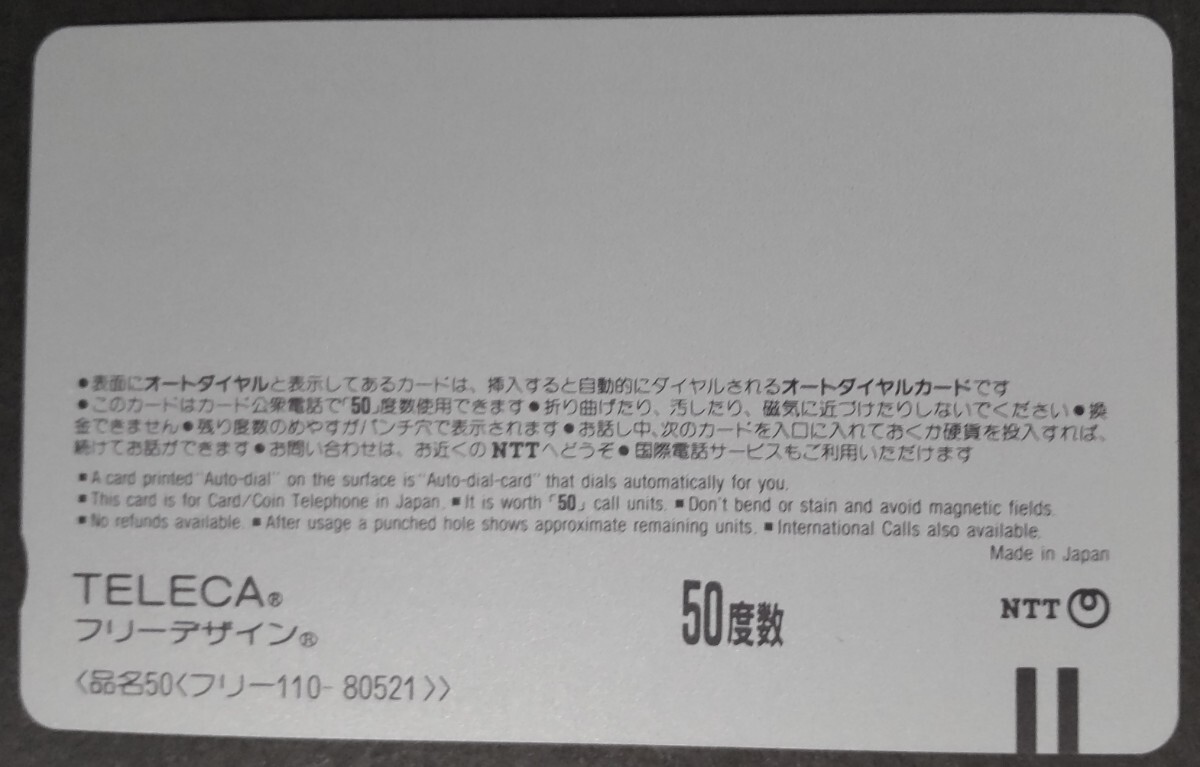 ●表面にオートダイヤルと表示してあるカードは、挿入すると自動的にダイヤルされるオートダイヤルカードです
●このカードはカード公衆電話で「50」度数使用できます●折り曲げたり、汚したり、磁気に近づけたりしないでください●換
金できません●残り度数のめやすがパンチ穴で表示されます●お話し中、次のカードを入口に入れておくか硬貨を投入すれば、
続けてお話ができます●お問い合わせは、お近くのNTTへどうぞ●国際電話サービスもご利用いただけます
■A card printed "Auto-dial" on the surface is "Auto-dial-card" that dials automatically for you.
■This card is for Card/Coin Telephone in Japan. ■It is worth「50」call units. ■Don't bend or stain and avoid magnetic fields.
■No refunds available. ■After usage a punched hole shows approximate remaining units. ■International Calls also available.
Made in Japan
TELECA®
フリーデザイン®
50度数
NTT
〈品名50〈フリー110-80521〉〉